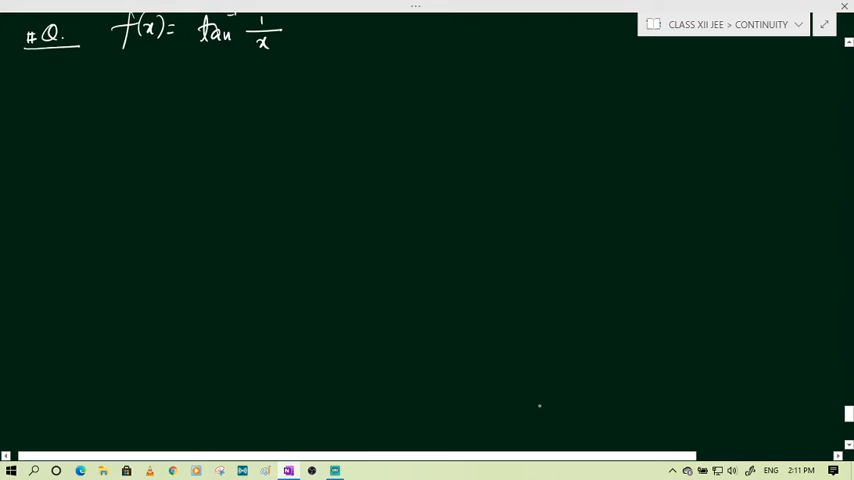 ...
CLASS XII JEE > CONTINUITY
#Q. f(x) = tan⁻¹ 1/x
ENG 2:11 PM